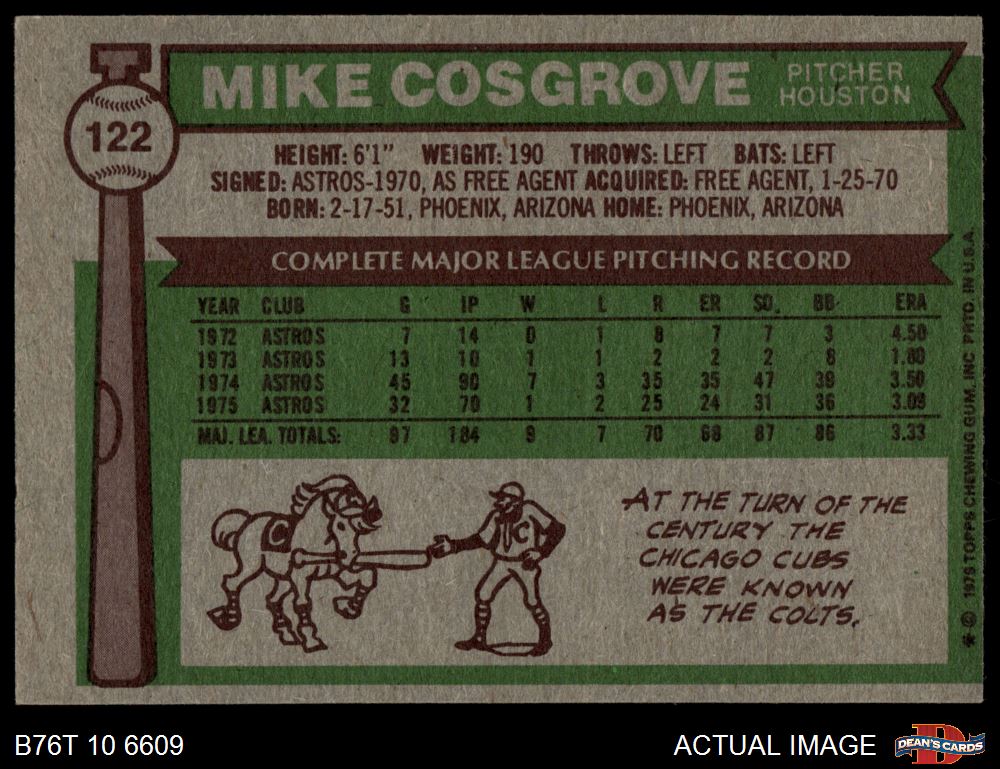 122
MIKE COSGROVE
PITCHER
HOUSTON
HEIGHT: 6'1" WEIGHT: 190 THROWS: LEFT BATS: LEFT
SIGNED: ASTROS-1970, AS FREE AGENT ACQUIRED: FREE AGENT, 1-25-70
BORN: 2-17-51, PHOENIX, ARIZONA HOME: PHOENIX, ARIZONA
COMPLETE MAJOR LEAGUE PITCHING RECORD
YEAR CLUB G IP W L R ER SO. BB ERA
1972 ASTROS 7 14 0 1 8 7 7 3 4.50
1973 ASTROS 13 10 1 1 2 2 2 8 1.80
1974 ASTROS 45 90 7 3 35 35 47 39 3.50
1975 ASTROS 32 70 1 2 25 24 31 36 3.09
MAJ. LEA. TOTALS: 97 184 9 7 70 68 87 86 3.33
C
C
AT THE TURN OF THE
CENTURY THE
CHICAGO CUBS
WERE KNOWN
AS THE COLTS.
* © 1976 TOPPS CHEWING GUM, INC PRTD. IN U.S.A.
B76T 10 6609
ACTUAL IMAGE
D
DEAN'S CARDS